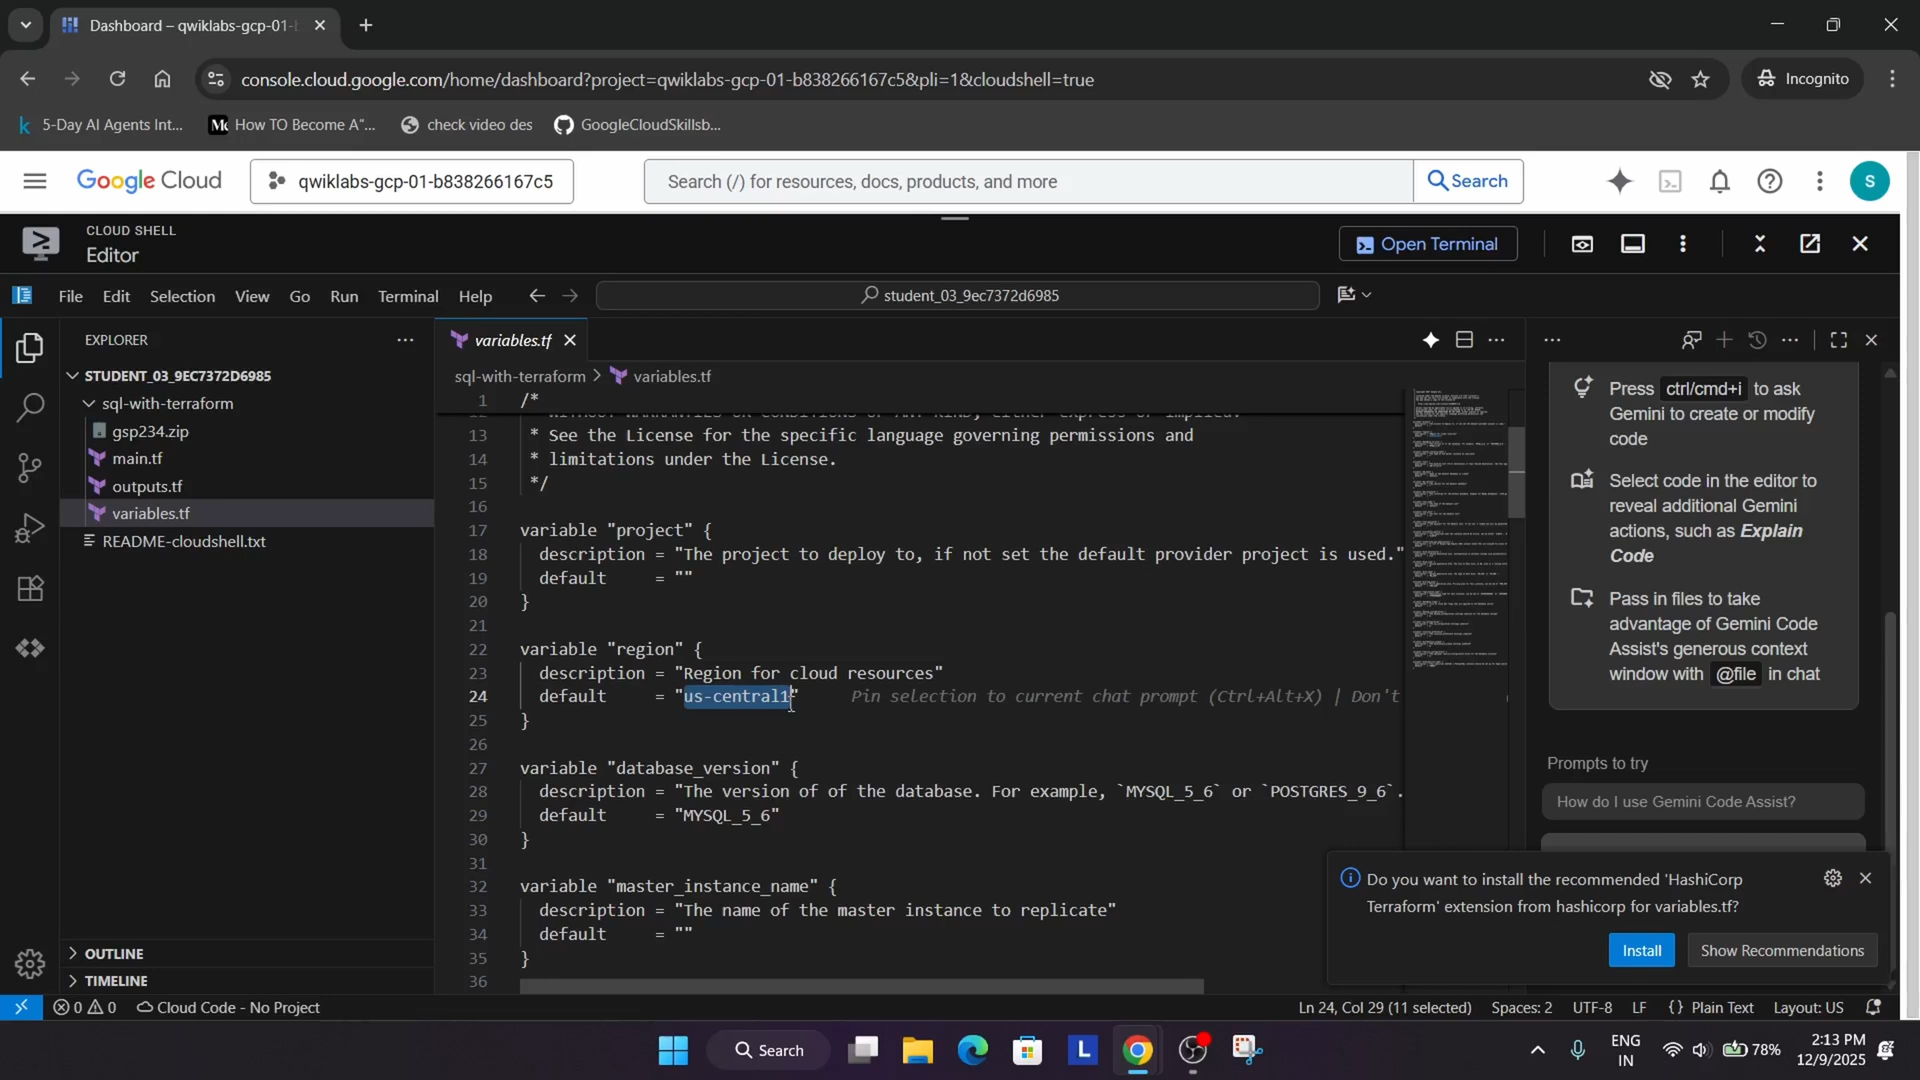 Dashboard – qwiklabs-gcp-01-
console.cloud.google.com/home/dashboard?project=qwiklabs-gcp-01-b838266167c5&pli=1&cloudshell=true
Incognito
5-Day AI Agents Int...
How TO Become A“...
check video des
GoogleCloudSkillsb...
Google Cloud
qwiklabs-gcp-01-b838266167c5
Search (/) for resources, docs, products, and more
Search
S
CLOUD SHELL
Editor
Open Terminal
File Edit Selection View Go Run Terminal Help
student_03_9ec7372d6985
EXPLORER
STUDENT_03_9EC7372D6985
sql-with-terraform
gsp234.zip
main.tf
outputs.tf
variables.tf
README-cloudshell.txt
OUTLINE
TIMELINE
variables.tf
sql-with-terraform > variables.tf
1 /*
13 * See the License for the specific language governing permissions and
14 * limitations under the License.
15 */
16
17 variable "project" {
18 description = "The project to deploy to, if not set the default provider project is used."
19 default = ""
20 }
21
22 variable "region" {
23 description = "Region for cloud resources"
24 default = "us-central1" Pin selection to current chat prompt (Ctrl+Alt+X) | Don't
25 }
26
27 variable "database_version" {
28 description = "The version of of the database. For example, `MYSQL_5_6` or `POSTGRES_9_6`.
29 default = "MYSQL_5_6"
30 }
31
32 variable "master_instance_name" {
33 description = "The name of the master instance to replicate"
34 default = ""
35 }
36
Press ctrl/cmd+i to ask
Gemini to create or modify
code
Select code in the editor to
reveal additional Gemini
actions, such as Explain
Code
Pass in files to take
advantage of Gemini Code
Assist's generous context
window with @file in chat
Prompts to try
How do I use Gemini Code Assist?
Do you want to install the recommended 'HashiCorp
Terraform' extension from hashicorp for variables.tf?
Install
Show Recommendations
0 0 Cloud Code - No Project
Ln 24, Col 29 (11 selected) Spaces: 2 UTF-8 LF {} Plain Text Layout: US
Search
L
ENG
IN
78%
2:13 PM
12/9/2025